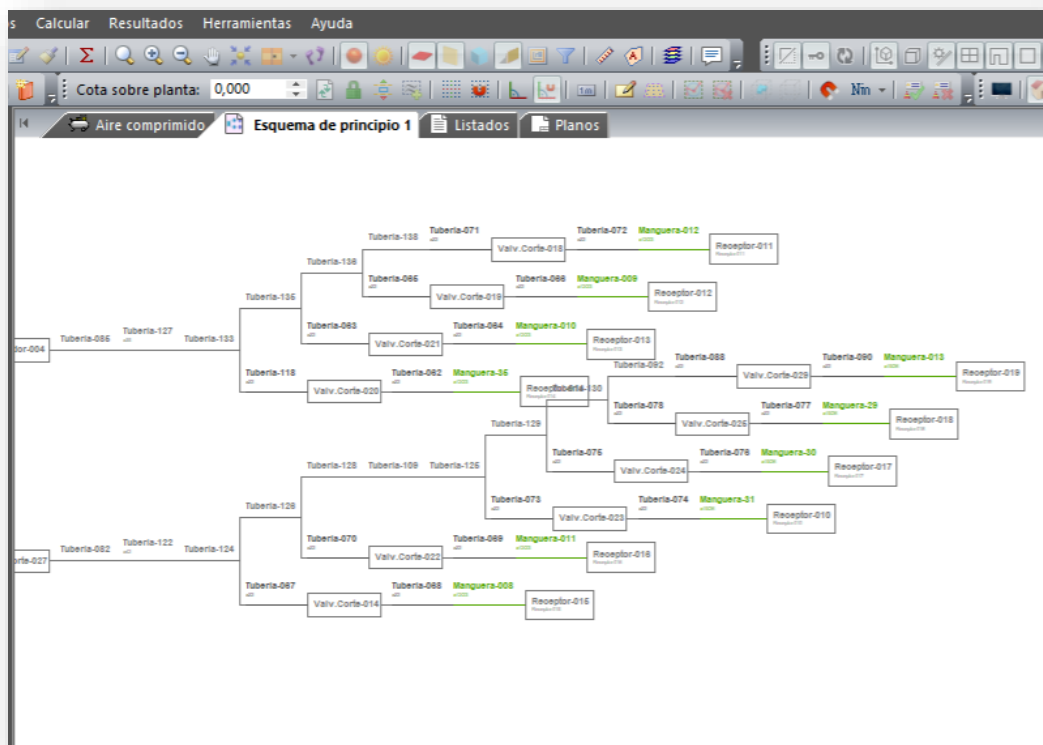 s Calcular Resultados Herramientas Ayuda
Cota sobre planta: 0,000
Aire comprimido Esquema de principio 1 Listados Planos
Tubería-138 Tubería-071 Valv.Corte-018 Tubería-072 Manguera-012 Receptor-011
Tubería-136 Tubería-065 Valv.Corte-019 Tubería-066 Manguera-009 Receptor-012
Tubería-135 Tubería-063 Valv.Corte-021 Tubería-064 Manguera-010 Receptor-013
dor-004 Tubería-085 Tubería-127 Tubería-133
Tubería-092 Tubería-088 Valv.Corte-029 Tubería-090 Manguera-013 Receptor-019
Tubería-118 Valv.Corte-020 Tubería-062 Manguera-35
Tubería-078 Valv.Corte-026 Tubería-077 Manguera-29 Receptor-018
Tubería-129 Tubería-075 Valv.Corte-024 Tubería-076 Manguera-30 Receptor-017
Tubería-128 Tubería-109 Tubería-125
Tubería-073 Valv.Corte-023 Tubería-074 Manguera-31 Receptor-010
Tubería-126 Tubería-070 Valv.Corte-022 Tubería-069 Manguera-011 Receptor-016
orte-027 Tubería-082 Tubería-122 Tubería-124
Tubería-067 Valv.Corte-014 Tubería-068 Manguera-008 Receptor-015